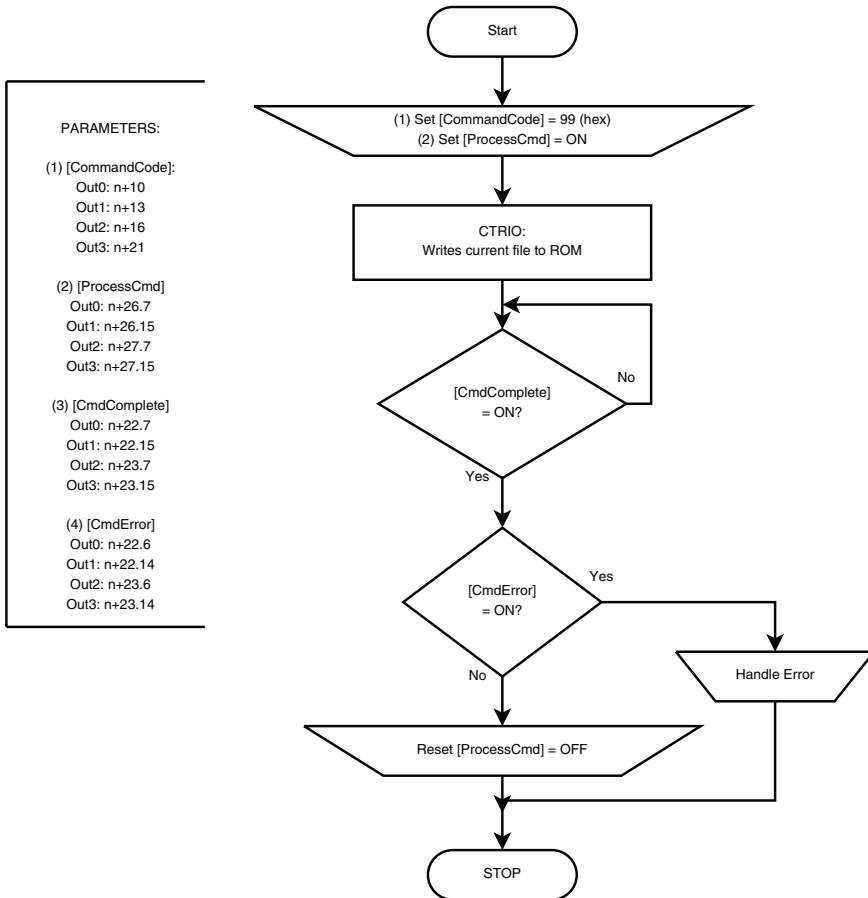 Start
PARAMETERS:
(1) [CommandCode]:
Out0: n+10
Out1: n+13
Out2: n+16
Out3: n+21
(2) [ProcessCmd]
Out0: n+26.7
Out1: n+26.15
Out2: n+27.7
Out3: n+27.15
(3) [CmdComplete]
Out0: n+22.7
Out1: n+22.15
Out2: n+23.7
Out3: n+23.15
(4) [CmdError]
Out0: n+22.6
Out1: n+22.14
Out2: n+23.6
Out3: n+23.14
(1) Set [CommandCode] = 99 (hex)
(2) Set [ProcessCmd] = ON
CTRIO:
Writes current file to ROM
[CmdComplete]
= ON?
No
Yes
[CmdError]
= ON?
Yes
No
Handle Error
Reset [ProcessCmd] = OFF
STOP